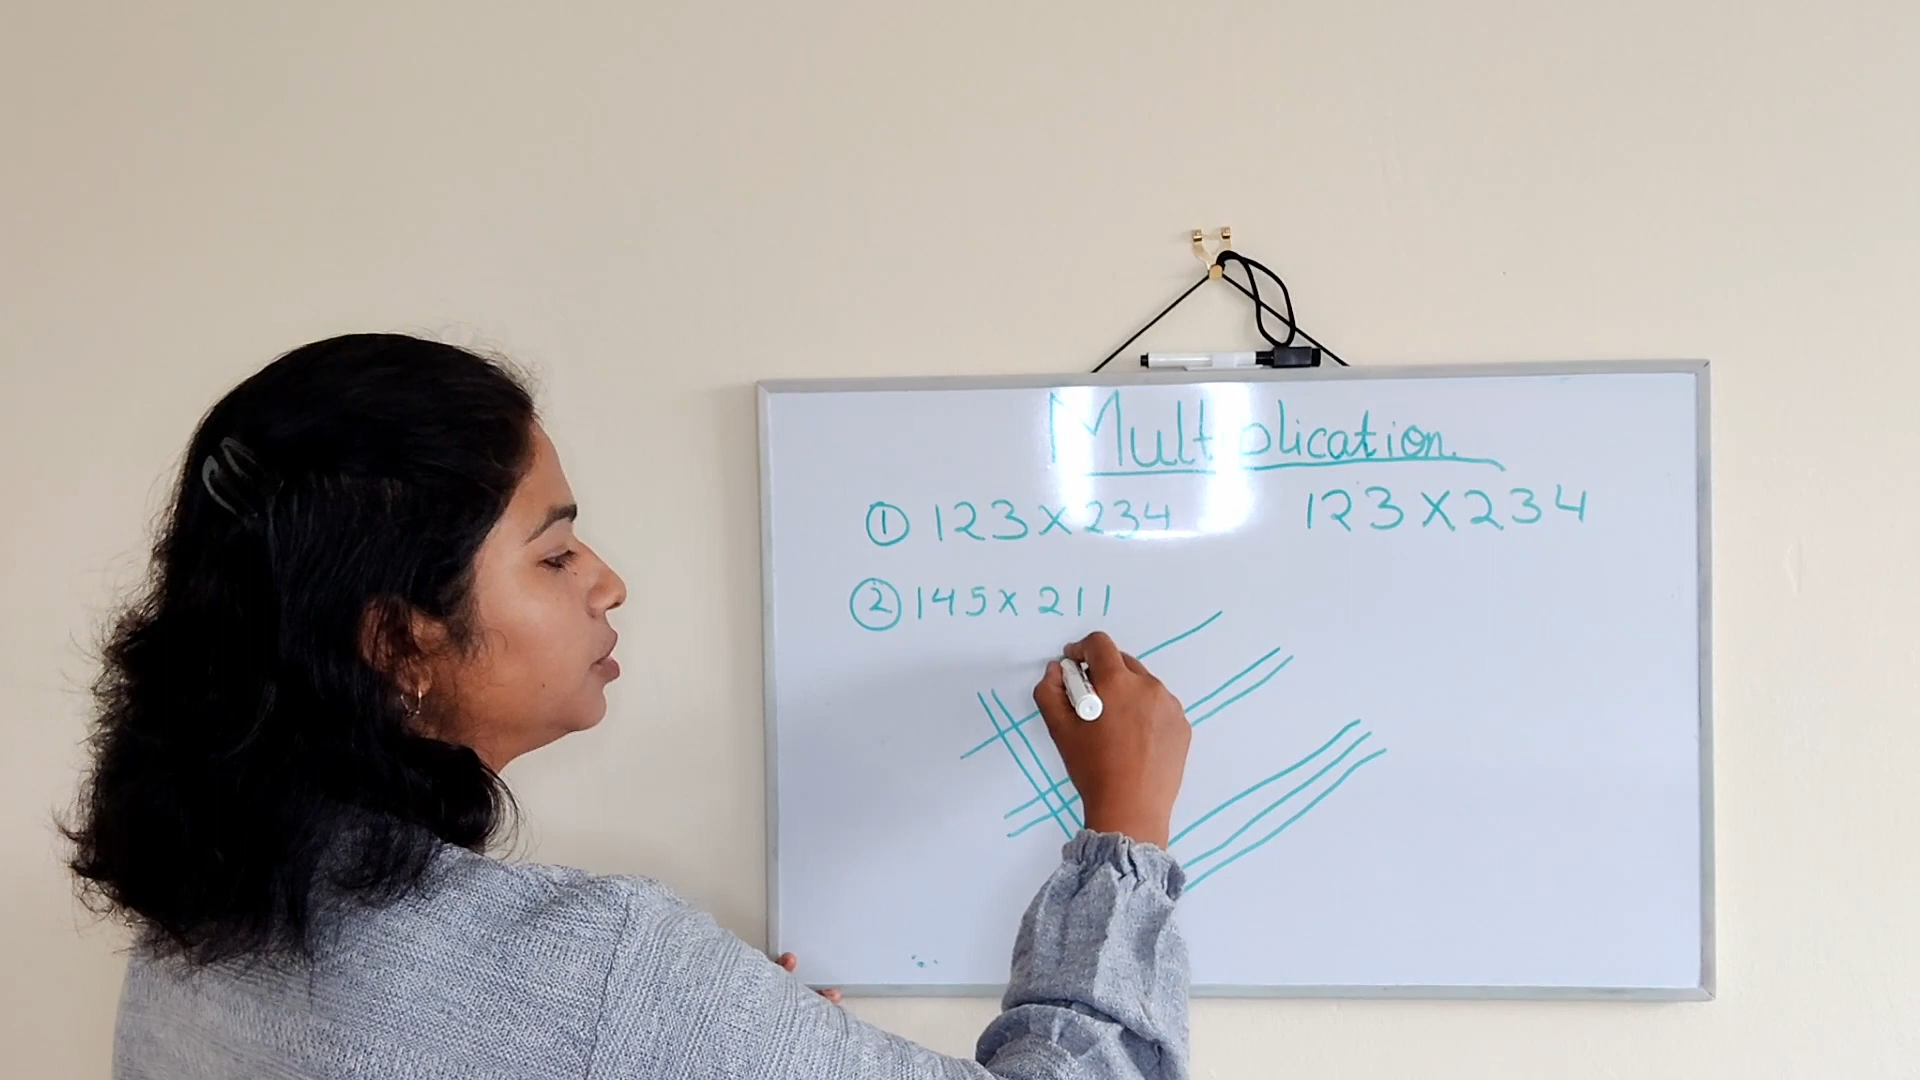 Multiplication.
① 123 x 234 123 x 234
② 145 x 211